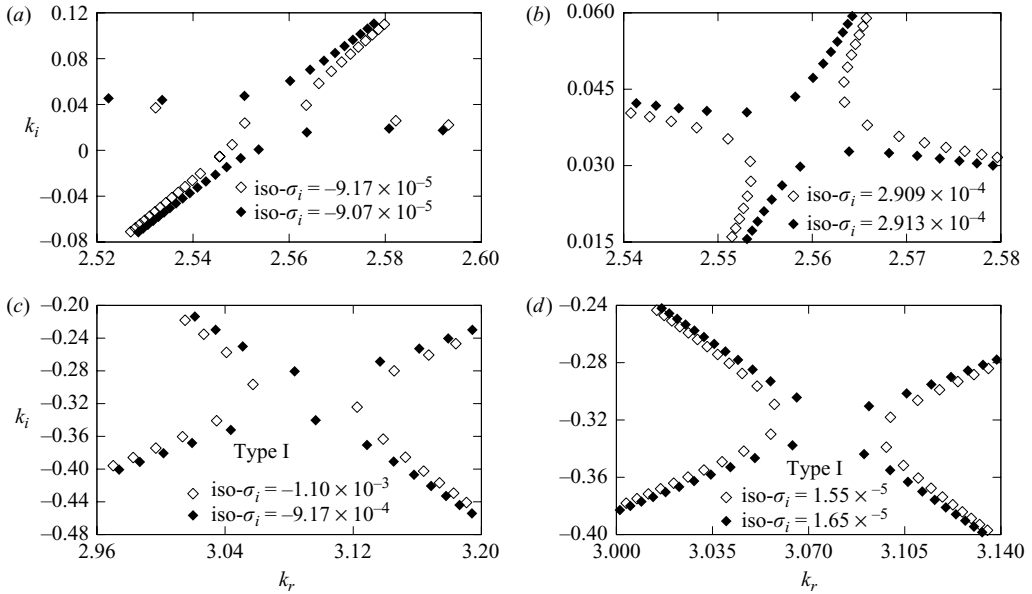 (a)
0.12
0.08
0.04
0
–0.04
–0.08
k_i
2.52
2.54
2.56
2.58
2.60
iso-σ_i = –9.17 × 10^–5
iso-σ_i = –9.07 × 10^–5
(b)
0.060
0.045
0.030
0.015
2.54
2.55
2.56
2.57
2.58
iso-σ_i = 2.909 × 10^–4
iso-σ_i = 2.913 × 10^–4
(c)
–0.20
–0.24
–0.28
–0.32
–0.36
–0.40
–0.44
–0.48
k_i
2.96
3.04
3.12
3.20
k_r
Type I
iso-σ_i = –1.10 × 10^–3
iso-σ_i = –9.17 × 10^–4
(d)
–0.24
–0.28
–0.32
–0.36
–0.40
3.000
3.035
3.070
3.105
3.140
k_r
Type I
iso-σ_i = 1.55 ×^–5
iso-σ_i = 1.65 ×^–5